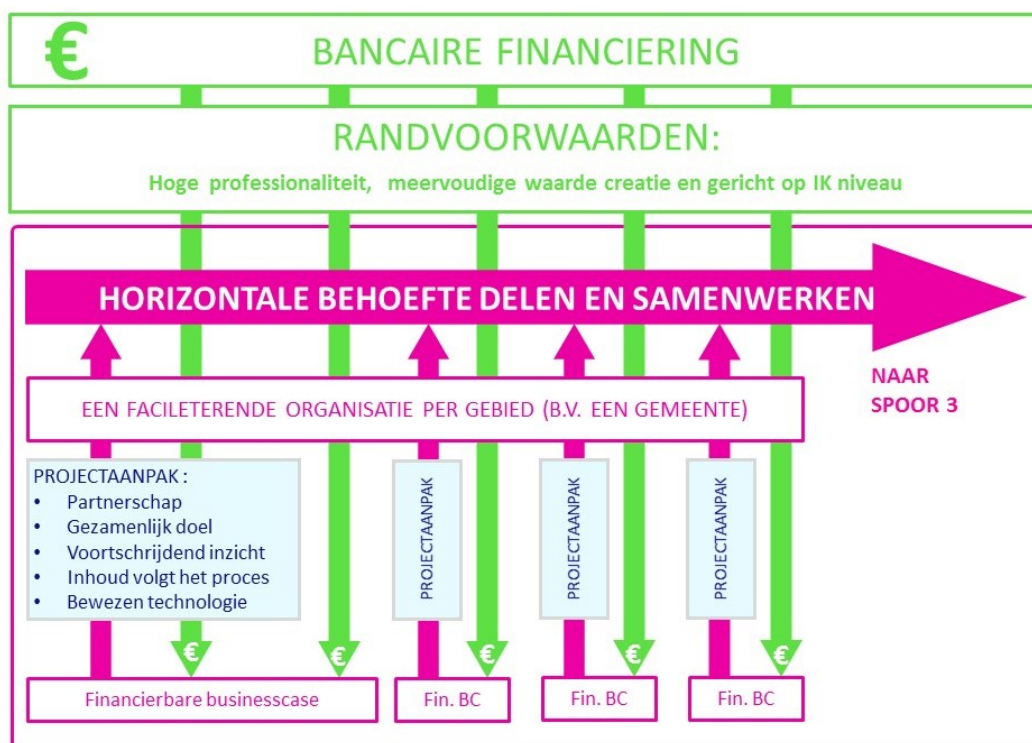 € BANCAIRE FINANCIERING
RANDVOORWAARDEN:
Hoge professionaliteit, meervoudige waarde creatie en gericht op IK niveau
HORIZONTALE BEHOEFTE DELEN EN SAMENWERKEN
NAAR
SPOOR 3
EEN FACILETERENDE ORGANISATIE PER GEBIED (B.V. EEN GEMEENTE)
PROJECTAANPAK :
• Partnerschap
• Gezamenlijk doel
• Voortschrijdend inzicht
• Inhoud volgt het proces
• Bewezen technologie
PROJECTAANPAK
PROJECTAANPAK
PROJECTAANPAK
€ € € € €
Financierbare businesscase
Fin. BC
Fin. BC
Fin. BC